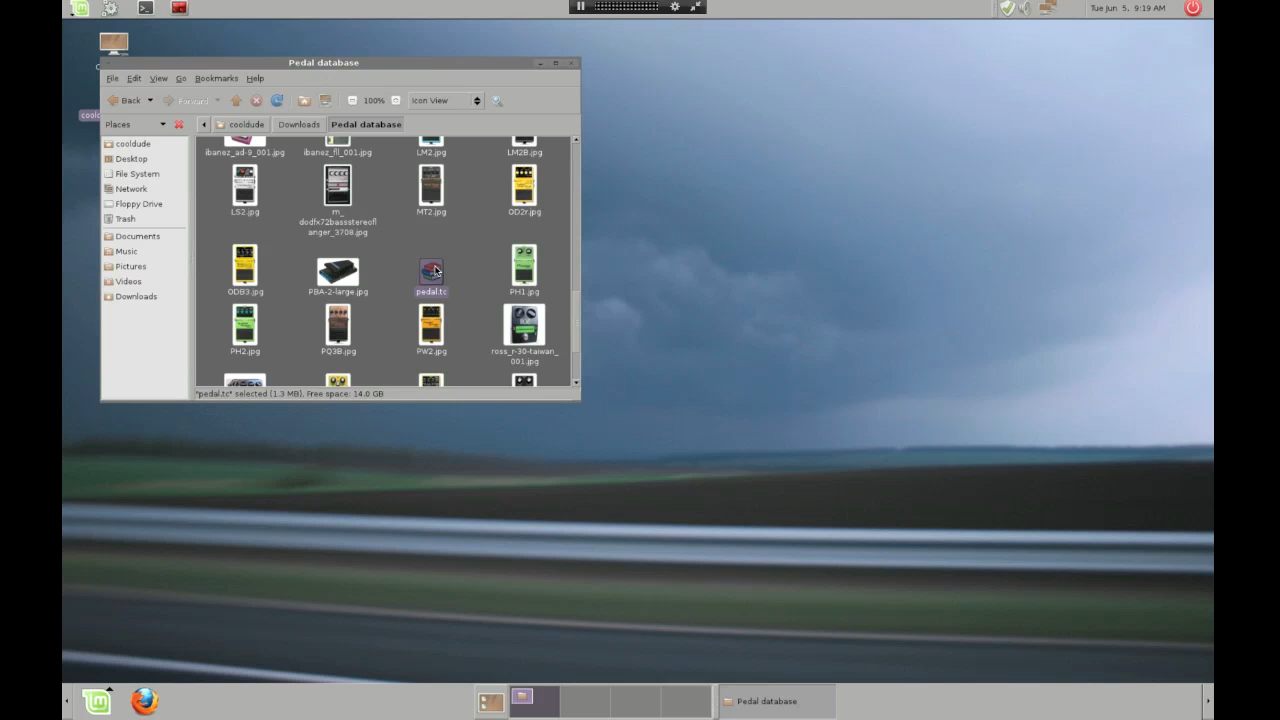 Tue Jun 5, 9:19 AM
Pedal database
File Edit View Go Bookmarks Help
Back Forward 100% Icon View
Places cooldude Downloads Pedal database
cooldude
Desktop
File System
Network
Floppy Drive
Trash
Documents
Music
Pictures
Videos
Downloads
ibanez_ad-9_001.jpg ibanez_fll_001.jpg LM2.jpg LM2B.jpg
LS2.jpg m_ MT2.jpg OD2r.jpg
dodfx72bassstereofl
anger_3708.jpg
ODB3.jpg PBA-2-large.jpg pedal.tc PH1.jpg
PH2.jpg PQ3B.jpg PW2.jpg ross_r-30-taiwan_
001.jpg
"pedal.tc" selected (1.3 MB), Free space: 14.0 GB
Pedal database